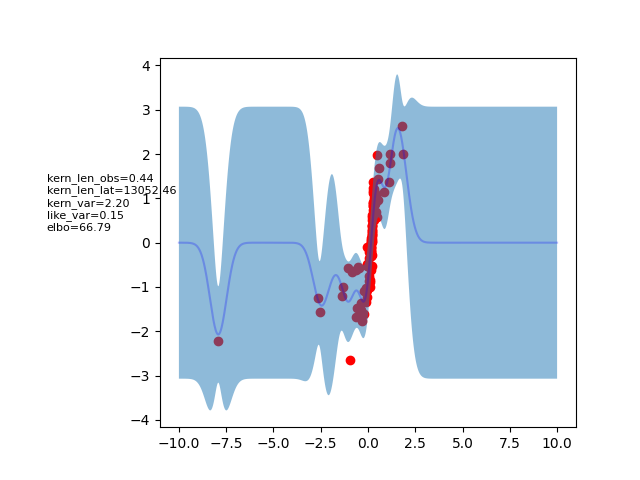 4
3
2
1
0
−1
−2
−3
−4
kern_len_obs=0.44
kern_len_lat=13052.46
kern_var=2.20
like_var=0.15
elbo=66.79
−10.0 −7.5 −5.0 −2.5 0.0 2.5 5.0 7.5 10.0